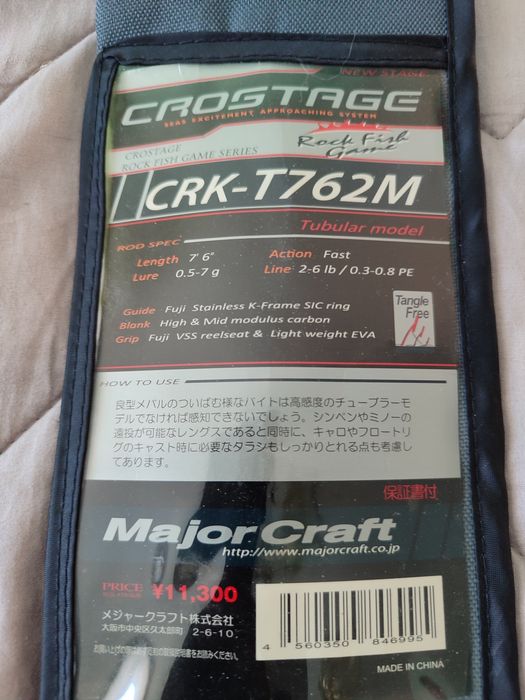 NEW STAGE
CROSTAGE
SEAS EXCITEMENT APPROACHING SYSTEM
Rock Fish
Game
CROSTAGE
ROCK FISH GAME SERIES
CRK-T762M
Tubular model
ROD SPEC
Length 7' 6" Action Fast
Lure 0.5-7 g Line 2-6 lb / 0.3-0.8 PE
Guide Fuji Stainless K-Frame SIC ring
Blank High & Mid modulus carbon
Grip Fuji VSS reelseat & Light weight EVA
Tangle
Free
HOW TO USE
良型メバルのついばむ様なバイトは高感度のチューブラーモ
デルでなければ感知できないでしょう。シンペンやミノーの
遠投が可能なレングスであると同時に、キャロやフロートリ
グのキャスト時に必要なタラシもしっかりとれる点も考慮し
てあります。
保証書付
Major Craft
http://www.majorcraft.co.jp
PRICE
¥11,300
メジャークラフト株式会社
大阪市中央区久太郎町 2-6-10
4 560350 846995
MADE IN CHINA